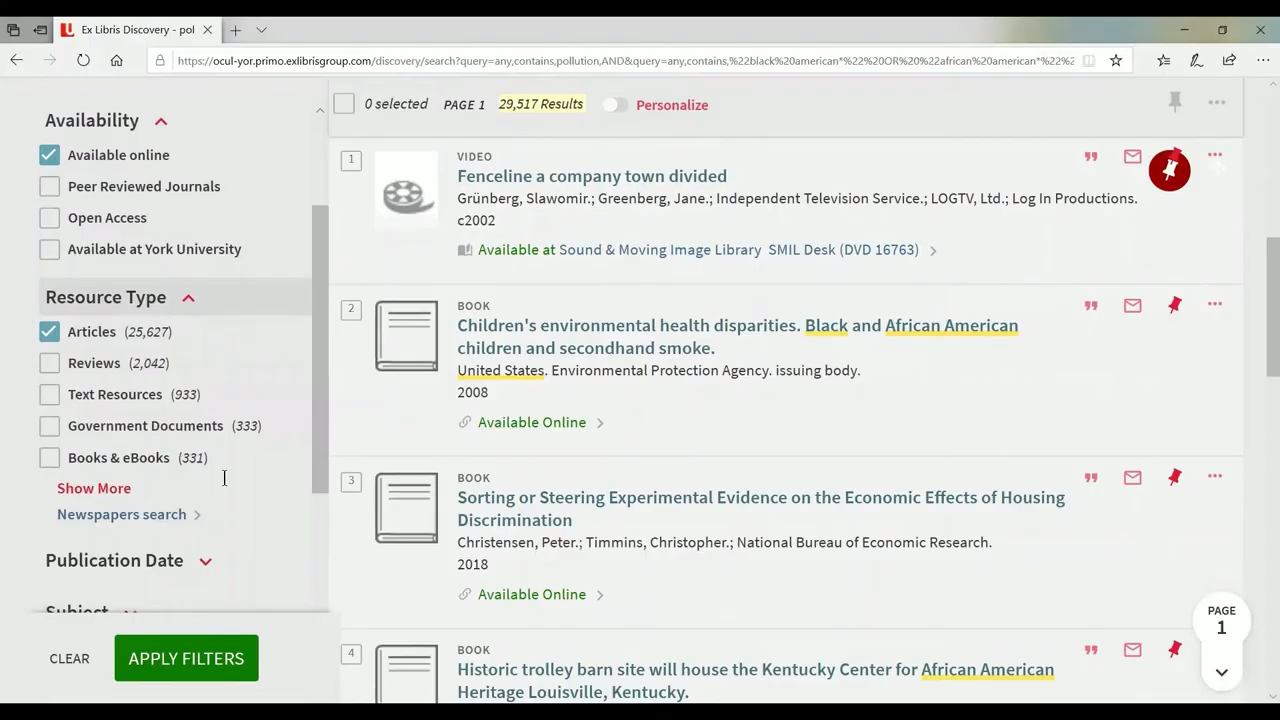 Ex Libris Discovery - pol
https://ocul-yor.primo.exlibrisgroup.com/discovery/search?query=any,contains,pollution,AND&query=any,contains,%22black%20american*%22%20OR%20%22african%20american*%22%2
Availability
Available online
Peer Reviewed Journals
Open Access
Available at York University
Resource Type
Articles (25,627)
Reviews (2,042)
Text Resources (933)
Government Documents (333)
Books & eBooks (331)
Show More
Newspapers search
Publication Date
Subject
CLEAR
APPLY FILTERS
0 selected PAGE 1 29,517 Results Personalize
1
VIDEO
Fenceline a company town divided
Grünberg, Slawomir.; Greenberg, Jane.; Independent Television Service.; LOGTV, Ltd.; Log In Productions.
c2002
Available at Sound & Moving Image Library SMIL Desk (DVD 16763)
2
BOOK
Children's environmental health disparities. Black and African American
children and secondhand smoke.
United States. Environmental Protection Agency. issuing body.
2008
Available Online
3
BOOK
Sorting or Steering Experimental Evidence on the Economic Effects of Housing
Discrimination
Christensen, Peter.; Timmins, Christopher.; National Bureau of Economic Research.
2018
Available Online
4
BOOK
Historic trolley barn site will house the Kentucky Center for African American
Heritage Louisville, Kentucky.
PAGE
1